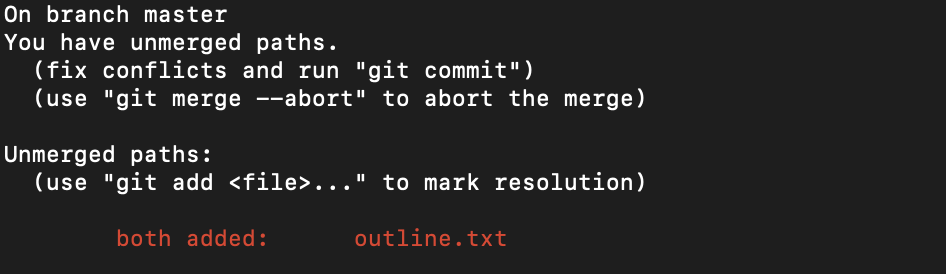 On branch master
You have unmerged paths.
  (fix conflicts and run "git commit")
  (use "git merge --abort" to abort the merge)

Unmerged paths:
  (use "git add <file>..." to mark resolution)

        both added:      outline.txt